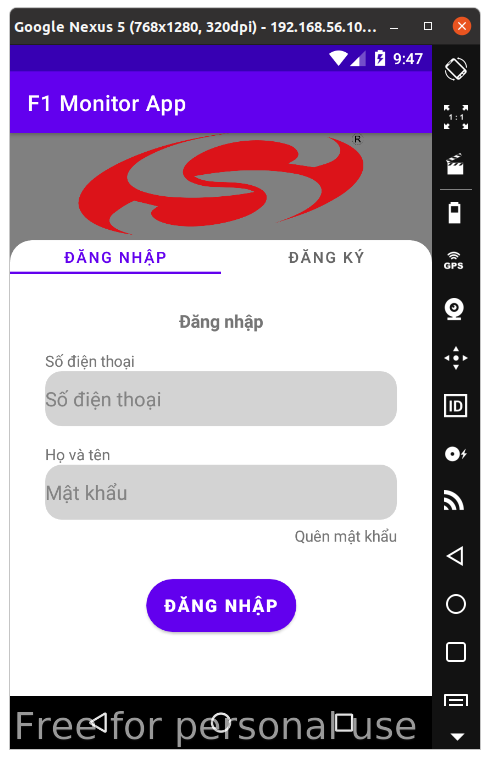 Google Nexus 5 (768x1280, 320dpi) - 192.168.56.10...
9:47
F1 Monitor App
R
ĐĂNG NHẬP
ĐĂNG KÝ
Đăng nhập
Số điện thoại
Số điện thoại
Họ và tên
Mật khẩu
Quên mật khẩu
ĐĂNG NHẬP
Free for personal use
1:1
GPS
ID